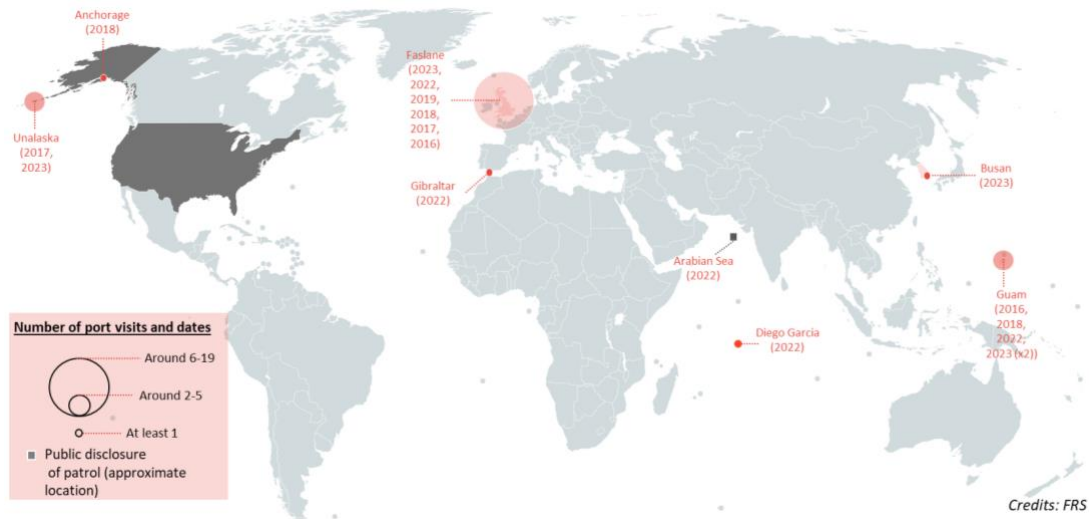 Anchorage
(2018)
Unalaska
(2017,
2023)
Faslane
(2023,
2022,
2019,
2018,
2017,
2016)
Gibraltar
(2022)
Busan
(2023)
Arabian Sea
(2022)
Guam
(2016,
2018,
2022,
2023 (x2))
Diego Garcia
(2022)
Number of port visits and dates
Around 6-19
Around 2-5
At least 1
Public disclosure
of patrol (approximate
location)
Credits: FRS